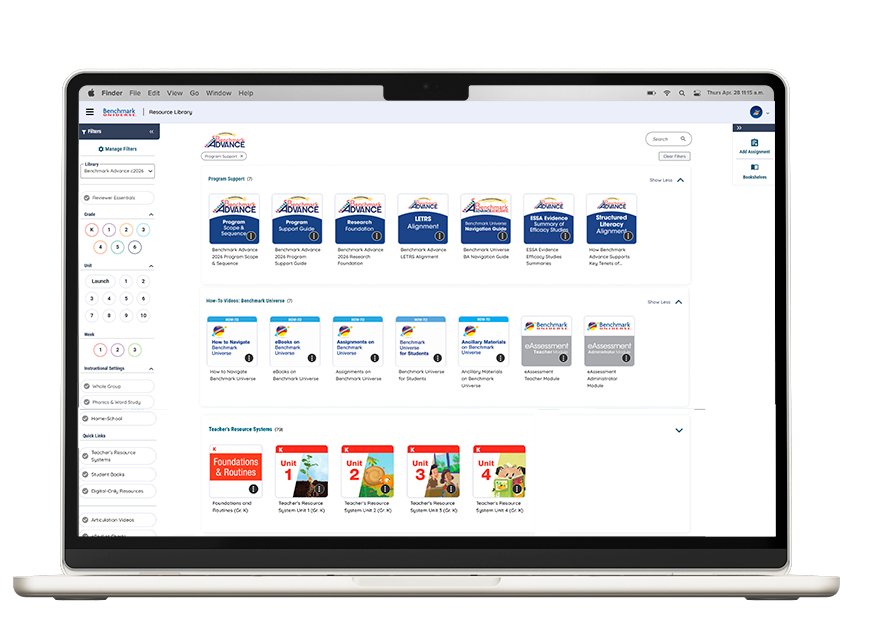 Finder File Edit View Go Window Help
Thurs Apr. 28 11:15 a.m.
Benchmark
UNIVERSE
Resource Library
Filters
Manage Filters
Library
Benchmark Advance c2026
Reviewer Essentials
Grade
K 1 2 3
4 5 6
Unit
Launch 1 2
3 4 5 6
7 8 9 10
Week
1 2 3
Instructional Settings
Whole Group
Phonics & Word Study
Home-School
Quick Links
Teacher's Resource
Systems
Student Books
Digital-Only Resources
Articulation Videos
Benchmark
ADVANCE
Program Support
Search
Clear Filters
Add Assignment
Bookshelves
Program Support (7)
Show Less
Benchmark
ADVANCE
Program
Scope &
Sequence
Benchmark Advance
2026 Program Scope
& Sequence
Benchmark
ADVANCE
Program
Support Guide
Benchmark Advance
2026 Program
Support Guide
Benchmark
ADVANCE
Research
Foundation
Benchmark Advance
2026 Research
Foundation
ADVANCE
LETRS
Alignment
Benchmark Advance
LETRS Alignment
Benchmark
ADVANCE
Benchmark Universe
Navigation Guide
Benchmark Universe
BA Navigation Guide
ADVANCE
ESSA Evidence
Summary of
Efficacy Studies
ESSA Evidence
Efficacy Studies
Summaries
ADVANCE
Structured
Literacy
Alignment
How Benchmark
Advance Supports
Key Tenets of...
How-To Videos: Benchmark Universe (7)
Show Less
HOW-TO
How to Navigate
Benchmark
Universe
How to Navigate
Benchmark Universe
HOW-TO
eBooks on
Benchmark
Universe
eBooks on
Benchmark Universe
HOW-TO
Assignments on
Benchmark
Universe
Assignments on
Benchmark Universe
HOW-TO
Benchmark
Universe
for Students
Benchmark Universe
for Students
HOW-TO
Ancillary Materials
on Benchmark
Universe
Ancillary Materials
on Benchmark
Universe
Benchmark
eAssessment
Teacher Module
eAssessment
Teacher Module
Benchmark
eAssessment
Administrator Module
eAssessment
Administrator
Module
Teacher's Resource Systems (79)
K
Foundations
& Routines
Foundations and
Routines (Gr. K)
K
Unit
1
Teacher's Resource
System Unit 1 (Gr. K)
K
Unit
2
Teacher's Resource
System Unit 2 (Gr. K)
K
Unit
3
Teacher's Resource
System Unit 3 (Gr. K)
K
Unit
4
Teacher's Resource
System Unit 4 (Gr. K)